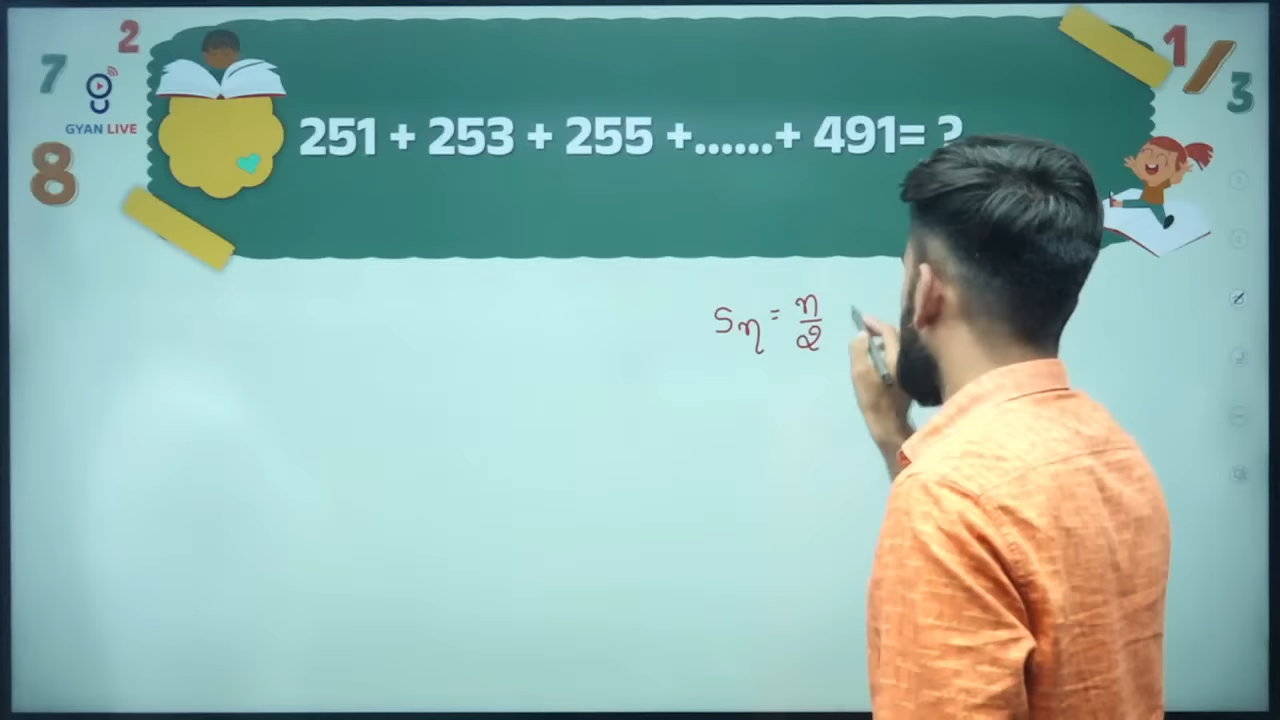 7 2
GYAN LIVE
8
251 + 253 + 255 +......+ 491= ?
1/3
Sn = n/2